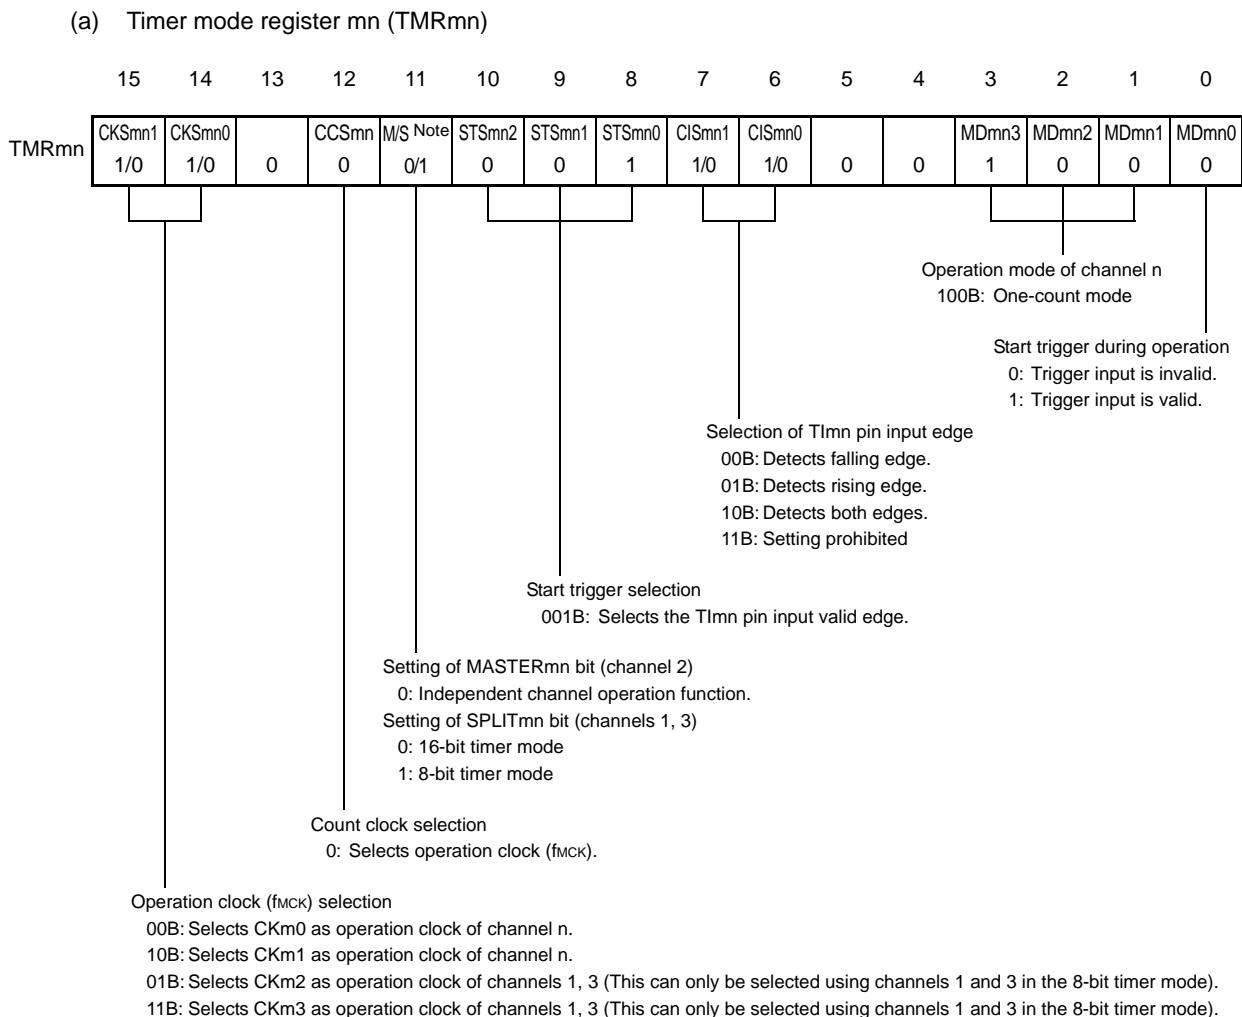 (a) Timer mode register mn (TMRmn)
15 14 13 12 11 10 9 8 7 6 5 4 3 2 1 0
TMRmn CKSmn1 CKSmn0 CCSmn M/S Note STSmn2 STSmn1 STSmn0 CISmn1 CISmn0 MDmn3 MDmn2 MDmn1 MDmn0
1/0 1/0 0 0 0/1 0 0 1 1/0 1/0 0 0 1 0 0 0
Operation mode of channel n
100B: One-count mode
Start trigger during operation
0: Trigger input is invalid.
1: Trigger input is valid.
Selection of TImn pin input edge
00B: Detects falling edge.
01B: Detects rising edge.
10B: Detects both edges.
11B: Setting prohibited
Start trigger selection
001B: Selects the TImn pin input valid edge.
Setting of MASTERmn bit (channel 2)
0: Independent channel operation function.
Setting of SPLITmn bit (channels 1, 3)
0: 16-bit timer mode
1: 8-bit timer mode
Count clock selection
0: Selects operation clock (fMCK).
Operation clock (fMCK) selection
00B: Selects CKm0 as operation clock of channel n.
10B: Selects CKm1 as operation clock of channel n.
01B: Selects CKm2 as operation clock of channels 1, 3 (This can only be selected using channels 1 and 3 in the 8-bit timer mode).
11B: Selects CKm3 as operation clock of channels 1, 3 (This can only be selected using channels 1 and 3 in the 8-bit timer mode).